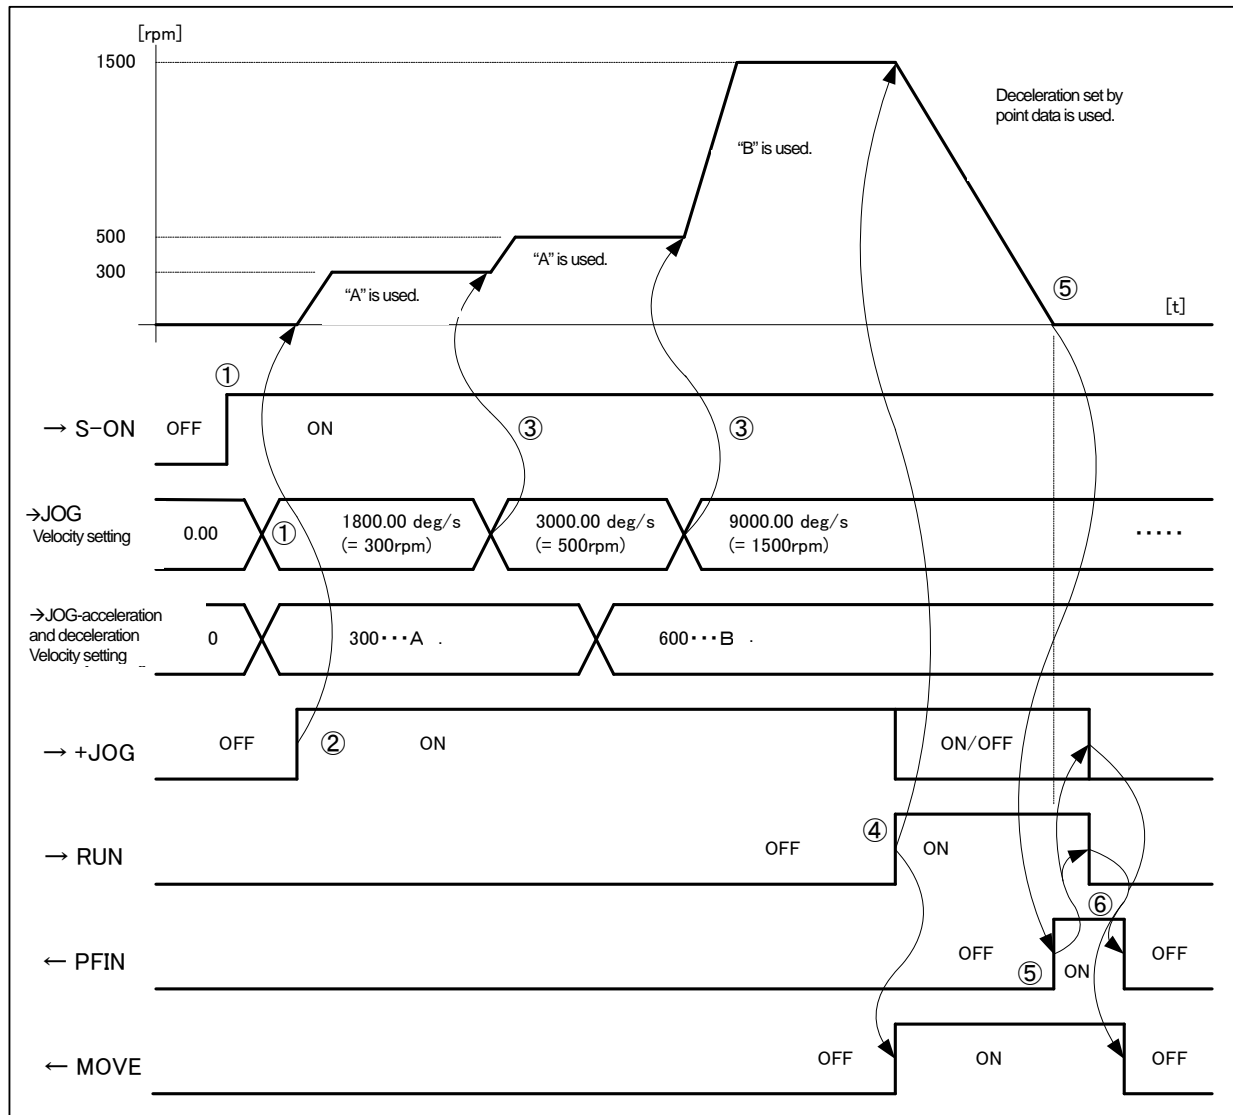 [rpm]
1500
Deceleration set by
point data is used.
“B” is used.
500
“A” is used.
300
“A” is used.
⑤
[t]
①
→ S-ON
OFF
ON
③
③
→JOG
Velocity setting
0.00
①
1800.00 deg/s
(= 300rpm)
3000.00 deg/s
(= 500rpm)
9000.00 deg/s
(= 1500rpm)
·····
→JOG-acceleration
and deceleration
Velocity setting
0
300···A .
600···B .
→ +JOG
OFF
②
ON
ON/OFF
→ RUN
OFF
④
ON
⑥
← PFIN
OFF
⑤
ON
OFF
← MOVE
OFF
ON
OFF